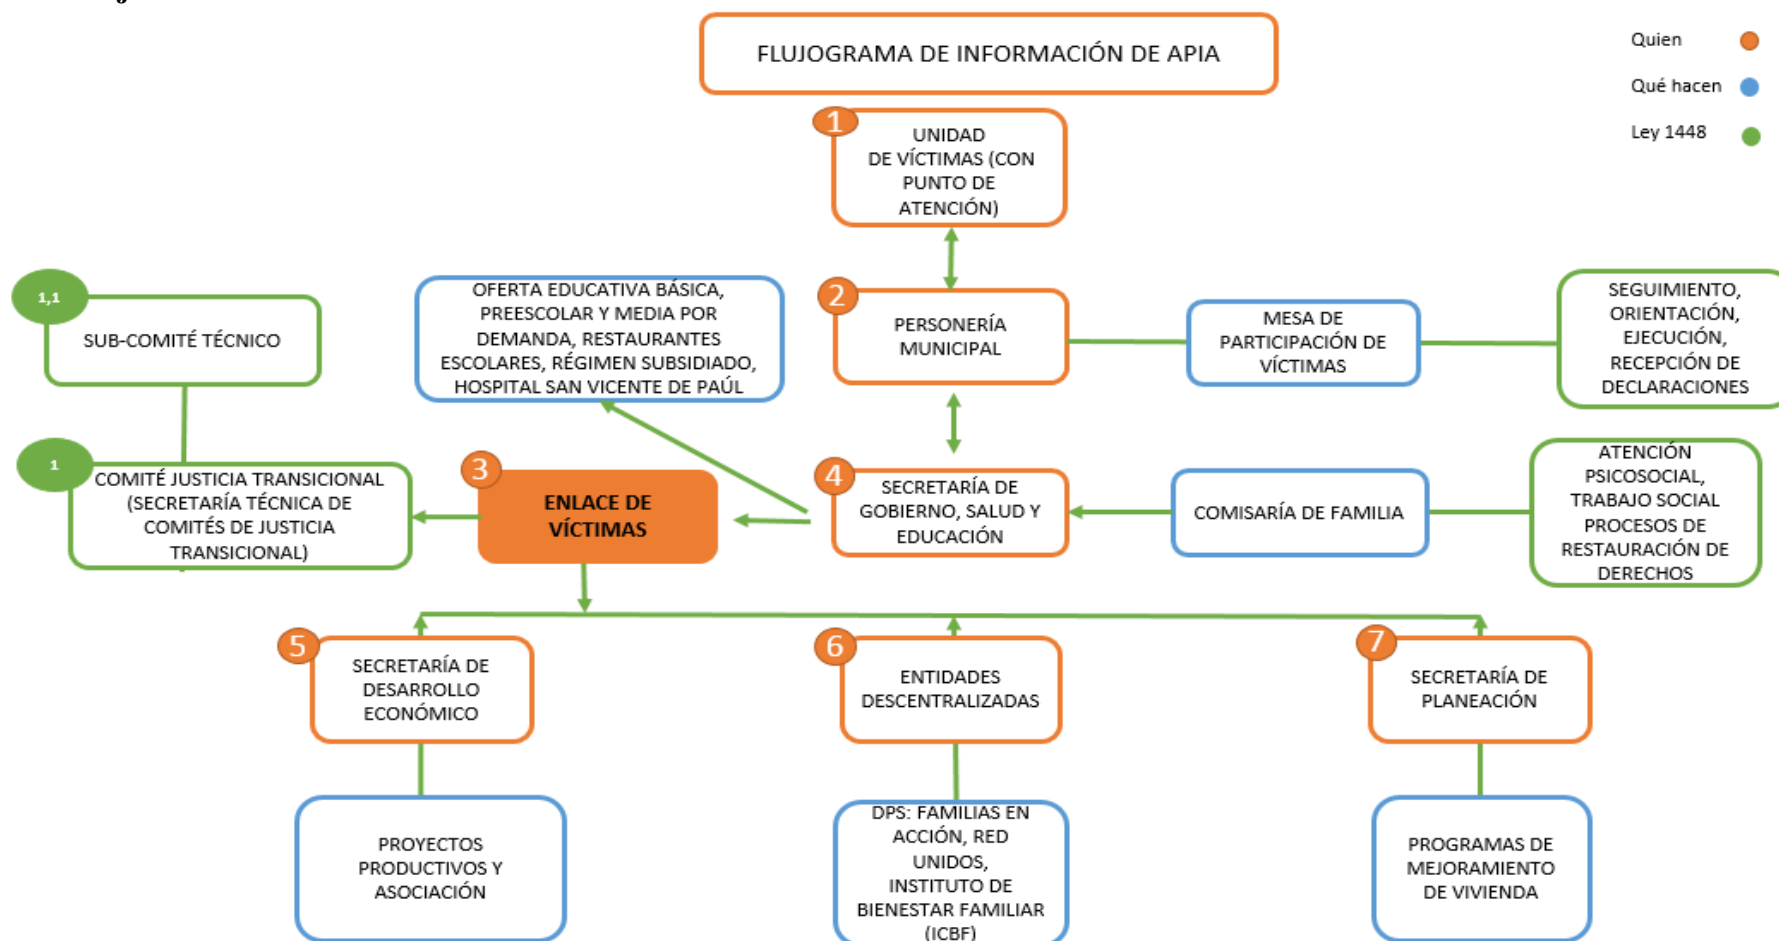 FLUJOGRAMA DE INFORMACIÓN DE APIA
Quien
Qué hacen
Ley 1448
1
UNIDAD
DE VÍCTIMAS (CON
PUNTO DE
ATENCIÓN)
1,1
SUB-COMITÉ TÉCNICO
OFERTA EDUCATIVA BÁSICA,
PREESCOLAR Y MEDIA POR
DEMANDA, RESTAURANTES
ESCOLARES, RÉGIMEN SUBSIDIADO,
HOSPITAL SAN VICENTE DE PAÚL
2
PERSONERÍA
MUNICIPAL
MESA DE
PARTICIPACIÓN DE
VÍCTIMAS
SEGUIMIENTO,
ORIENTACIÓN,
EJECUCIÓN,
RECEPCIÓN DE
DECLARACIONES
1
COMITÉ JUSTICIA TRANSICIONAL
(SECRETARÍA TÉCNICA DE
COMITÉS DE JUSTICIA
TRANSICIONAL)
3
ENLACE DE
VÍCTIMAS
4
SECRETARÍA DE
GOBIERNO, SALUD Y
EDUCACIÓN
COMISARÍA DE FAMILIA
ATENCIÓN
PSICOSOCIAL,
TRABAJO SOCIAL
PROCESOS DE
RESTAURACIÓN DE
DERECHOS
5
SECRETARÍA DE
DESARROLLO
ECONÓMICO
6
ENTIDADES
DESCENTRALIZADAS
7
SECRETARÍA DE
PLANEACIÓN
PROYECTOS
PRODUCTIVOS Y
ASOCIACIÓN
DPS: FAMILIAS EN
ACCIÓN, RED
UNIDOS,
INSTITUTO DE
BIENESTAR FAMILIAR
(ICBF)
PROGRAMAS DE
MEJORAMIENTO
DE VIVIENDA